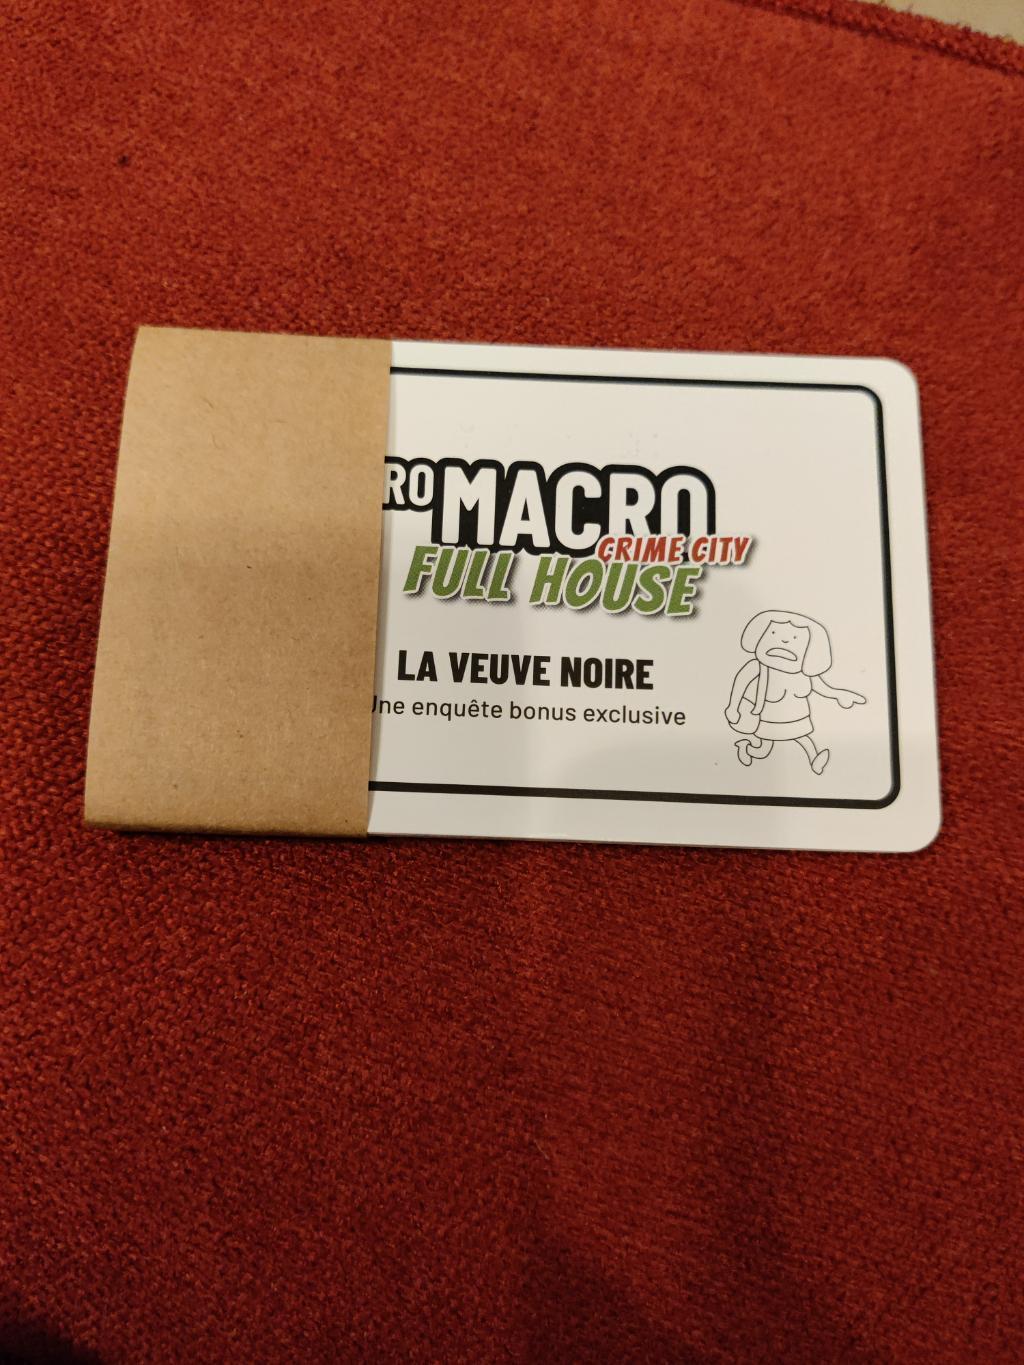 RO MACRO
CRIME CITY
FULL HOUSE
LA VEUVE NOIRE
Une enquête bonus exclusive